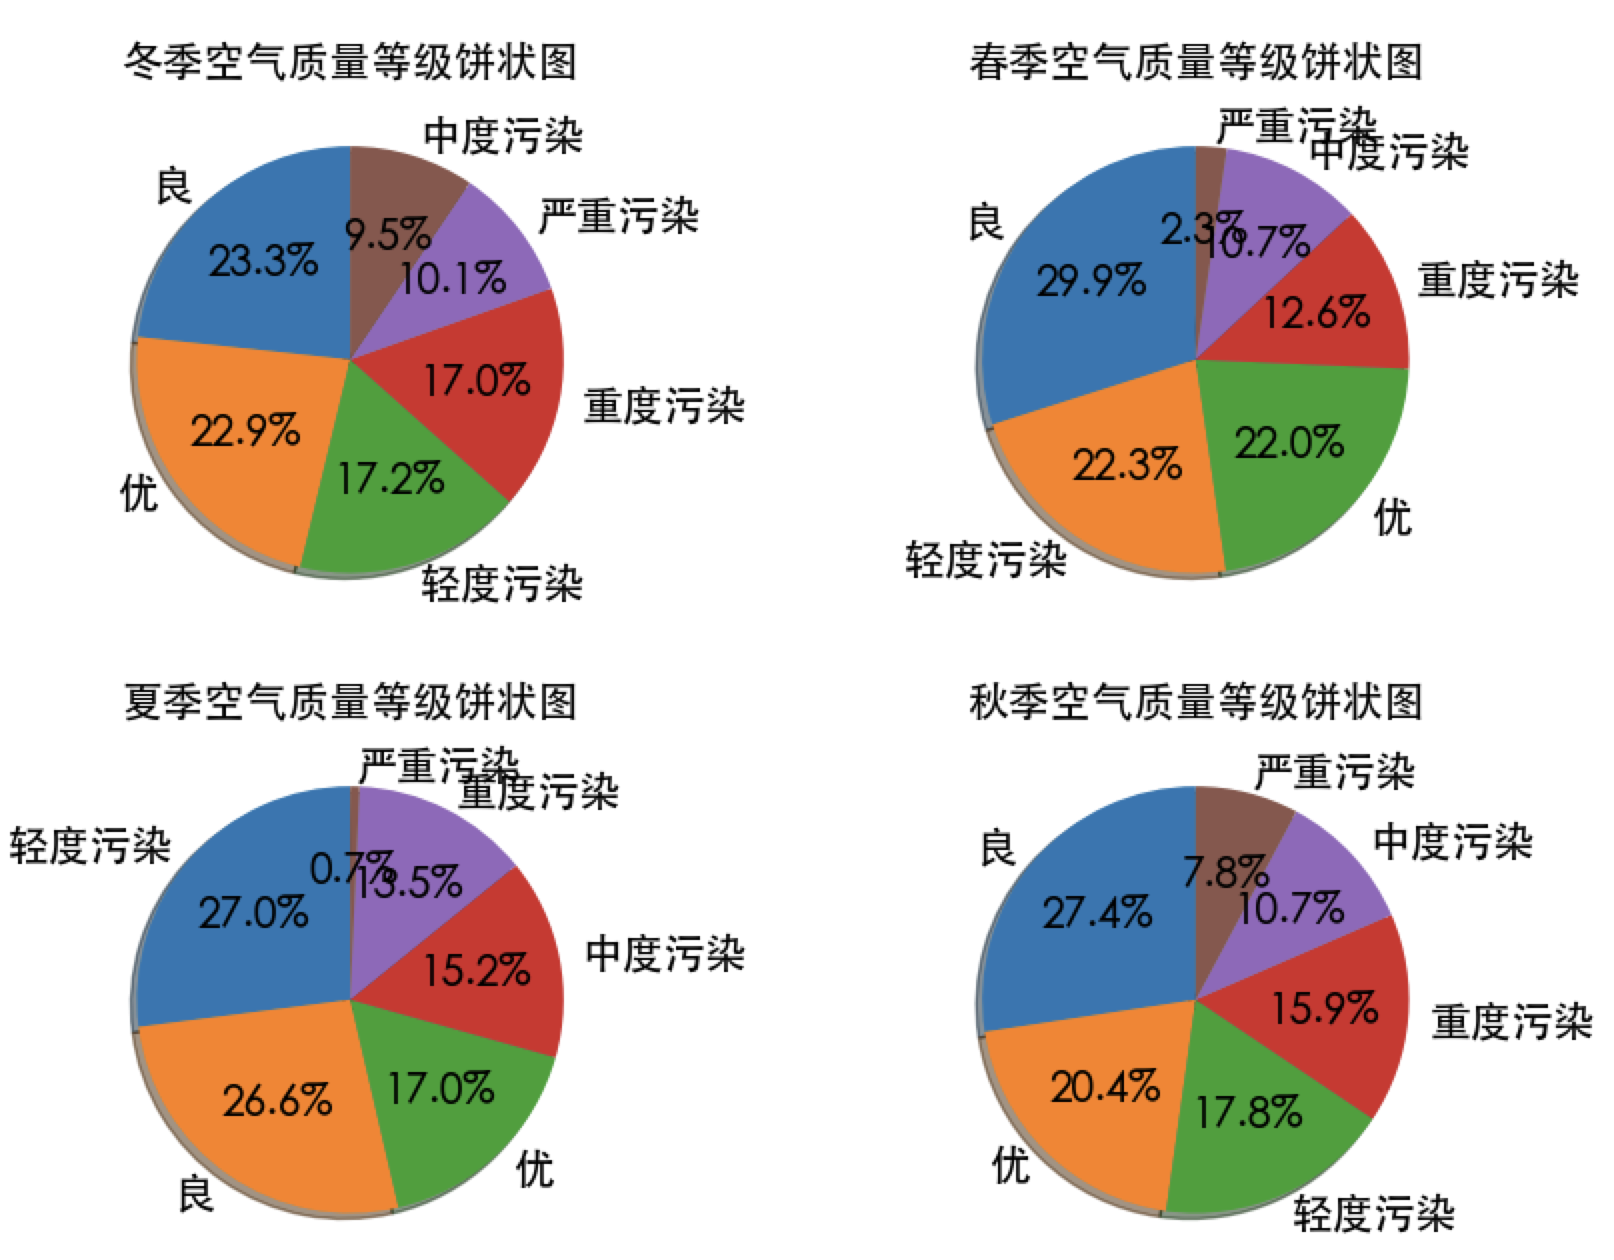 冬季空气质量等级饼状图
中度污染
良
严重污染
9.5%
23.3%
10.1%
17.0%
重度污染
22.9%
17.2%
优
轻度污染
春季空气质量等级饼状图
严重污染
中度污染
良
2.3%
10.7%
29.9%
重度污染
12.6%
22.0%
22.3%
优
轻度污染
夏季空气质量等级饼状图
严重污染
重度污染
轻度污染
0.7%
13.5%
27.0%
中度污染
15.2%
17.0%
26.6%
优
良
秋季空气质量等级饼状图
严重污染
中度污染
良
7.8%
10.7%
27.4%
15.9%
重度污染
20.4%
17.8%
优
轻度污染